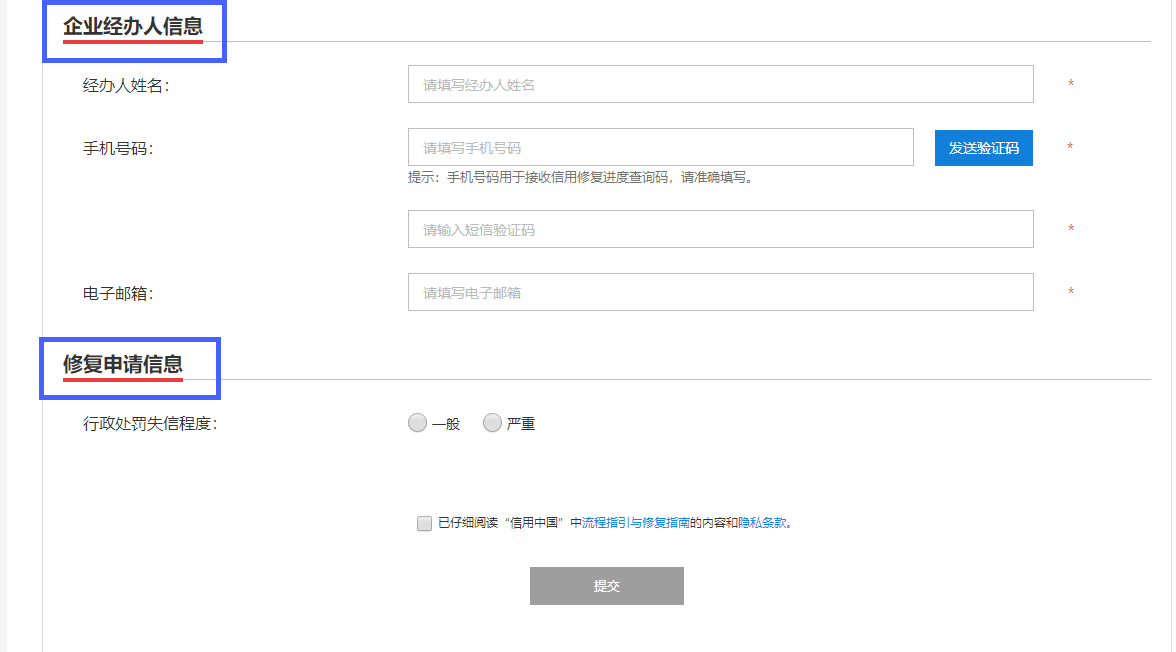 企业经办人信息
经办人姓名： 请填写经办人姓名 *
手机号码： 请填写手机号码 发送验证码 *
提示：手机号码用于接收信用修复进度查询码，请准确填写。
请输入短信验证码 *
电子邮箱： 请填写电子邮箱 *
修复申请信息
行政处罚失信程度： 一般 严重
已仔细阅读“信用中国”中流程指引与修复指南的内容和隐私条款。
提交